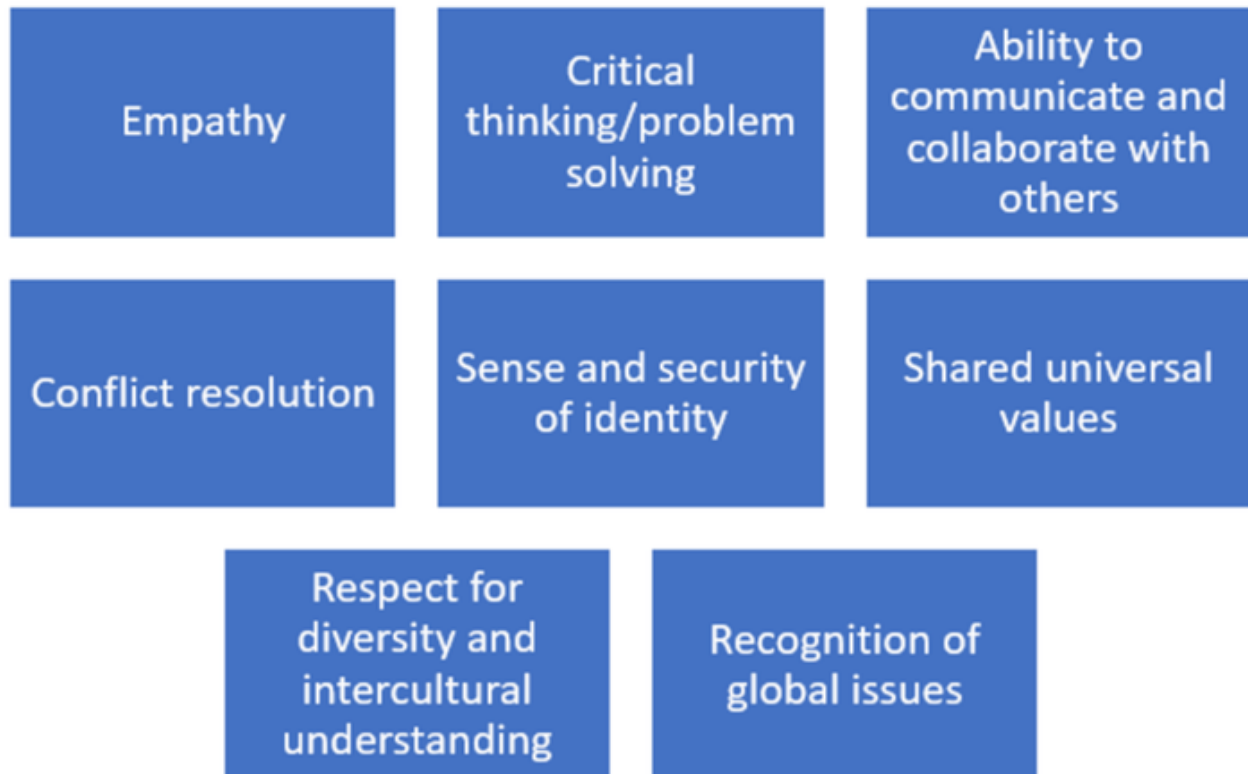 Empathy
Critical
thinking/problem
solving
Ability to
communicate and
collaborate with
others
Conflict resolution
Sense and security
of identity
Shared universal
values
Respect for
diversity and
intercultural
understanding
Recognition of
global issues